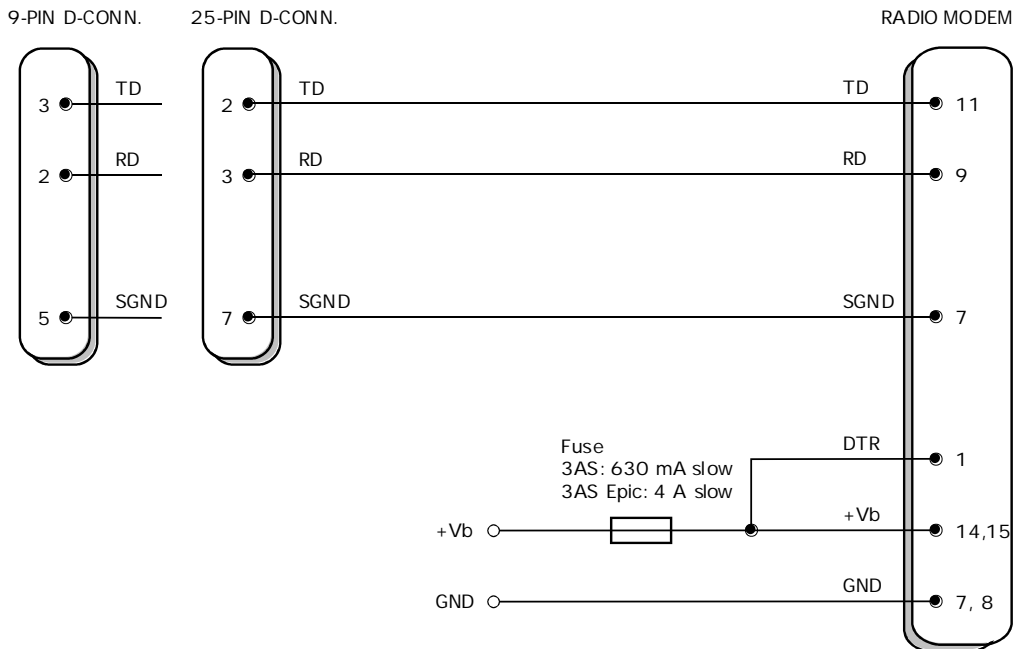 9-PIN D-CONN. 25-PIN D-CONN. RADIO MODEM
TD TD TD
3 2 11
RD RD RD
2 3 9
SGND SGND SGND
5 7 7
Fuse
3AS: 630 mA slow
3AS Epic: 4 A slow
DTR
1
+Vb +Vb
14,15
GND GND
7, 8